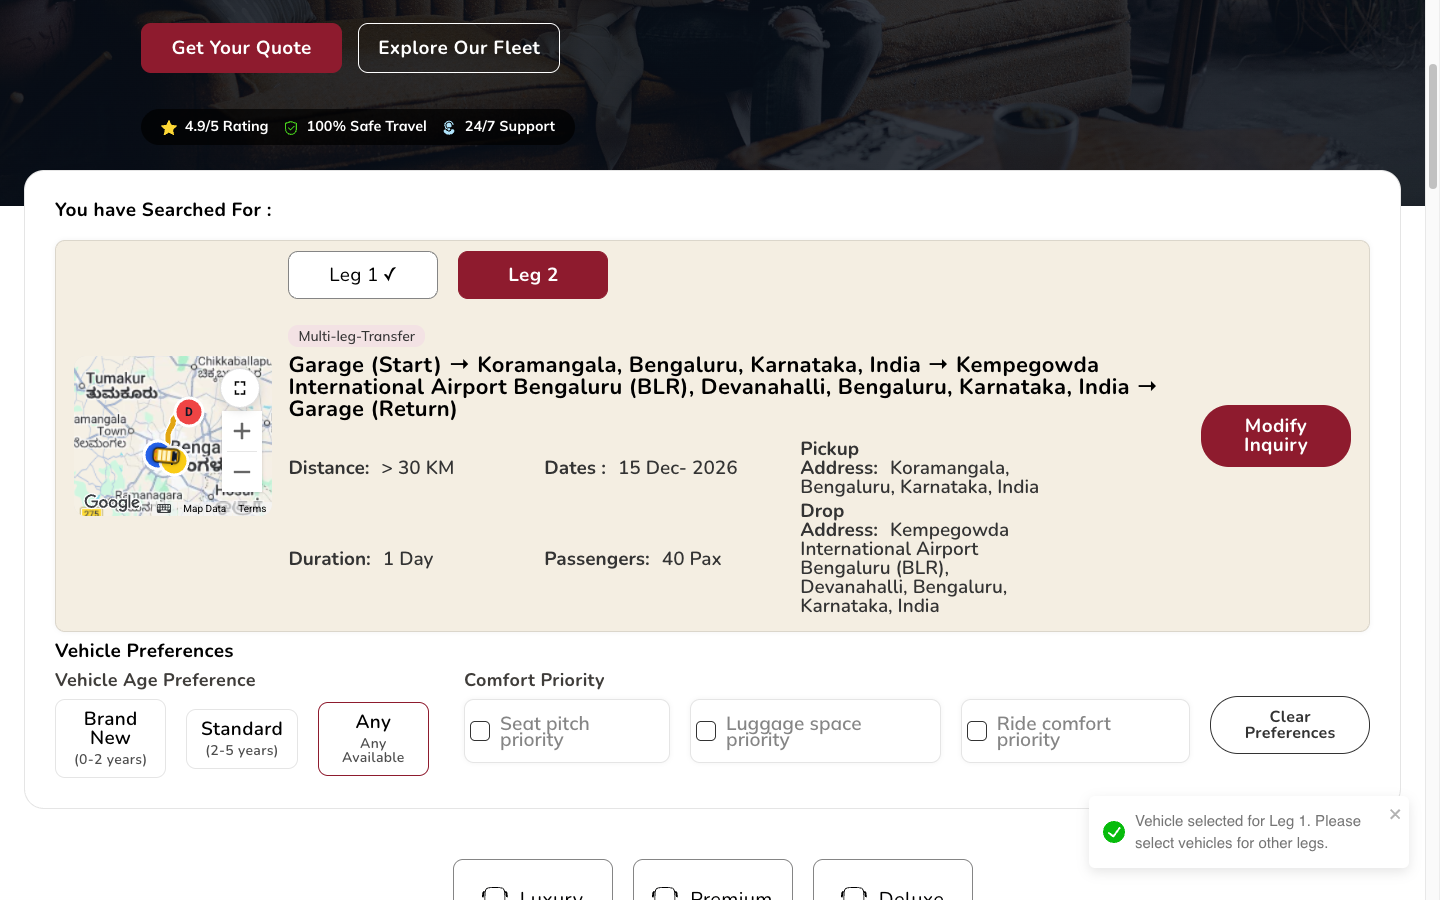 Get Your Quote
Explore Our Fleet
4.9/5 Rating
100% Safe Travel
24/7 Support
You have Searched For :
Leg 1 ✓
Leg 2
Multi-leg-Transfer
Garage (Start) → Koramangala, Bengaluru, Karnataka, India → Kempegowda
International Airport Bengaluru (BLR), Devanahalli, Bengaluru, Karnataka, India →
Garage (Return)
Tumakur
ತುಮಕೂರು
Chikkaballapu
amangala
Town
Ramanagara
D
Google
Map Data
Terms
275
Distance: > 30 KM
Dates : 15 Dec- 2026
Pickup
Address: Koramangala,
Bengaluru, Karnataka, India
Duration: 1 Day
Passengers: 40 Pax
Drop
Address: Kempegowda
International Airport
Bengaluru (BLR),
Devanahalli, Bengaluru,
Karnataka, India
Modify
Inquiry
Vehicle Preferences
Vehicle Age Preference
Brand
New
(0-2 years)
Standard
(2-5 years)
Any
Any
Available
Comfort Priority
Seat pitch
priority
Luggage space
priority
Ride comfort
priority
Clear
Preferences
Vehicle selected for Leg 1. Please
select vehicles for other legs.
Luxury
Premium
Deluxe